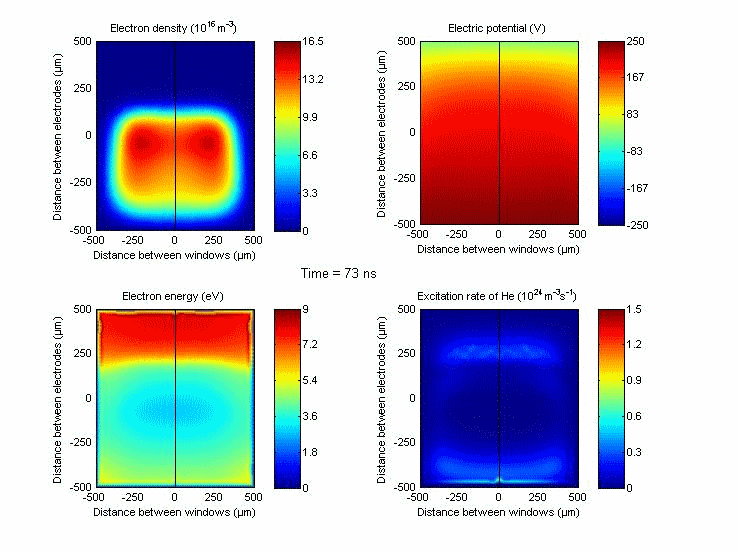 Electron density (10^16 m^-3)
500
250
0
-250
-500
-500 -250 0 250 500
Distance between electrodes (µm)
Distance between windows (µm)
16.5
13.2
9.9
6.6
3.3
0
Electric potential (V)
500
250
0
-250
-500
-500 -250 0 250 500
Distance between electrodes (µm)
Distance between windows (µm)
250
167
83
-83
-167
-250
Time = 73 ns
Electron energy (eV)
500
250
0
-250
-500
-500 -250 0 250 500
Distance between electrodes (µm)
Distance between windows (µm)
9
7.2
5.4
3.6
1.8
0
Excitation rate of He (10^24 m^-3 s^-1)
500
250
0
-250
-500
-500 -250 0 250 500
Distance between electrodes (µm)
Distance between windows (µm)
1.5
1.2
0.9
0.6
0.3
0